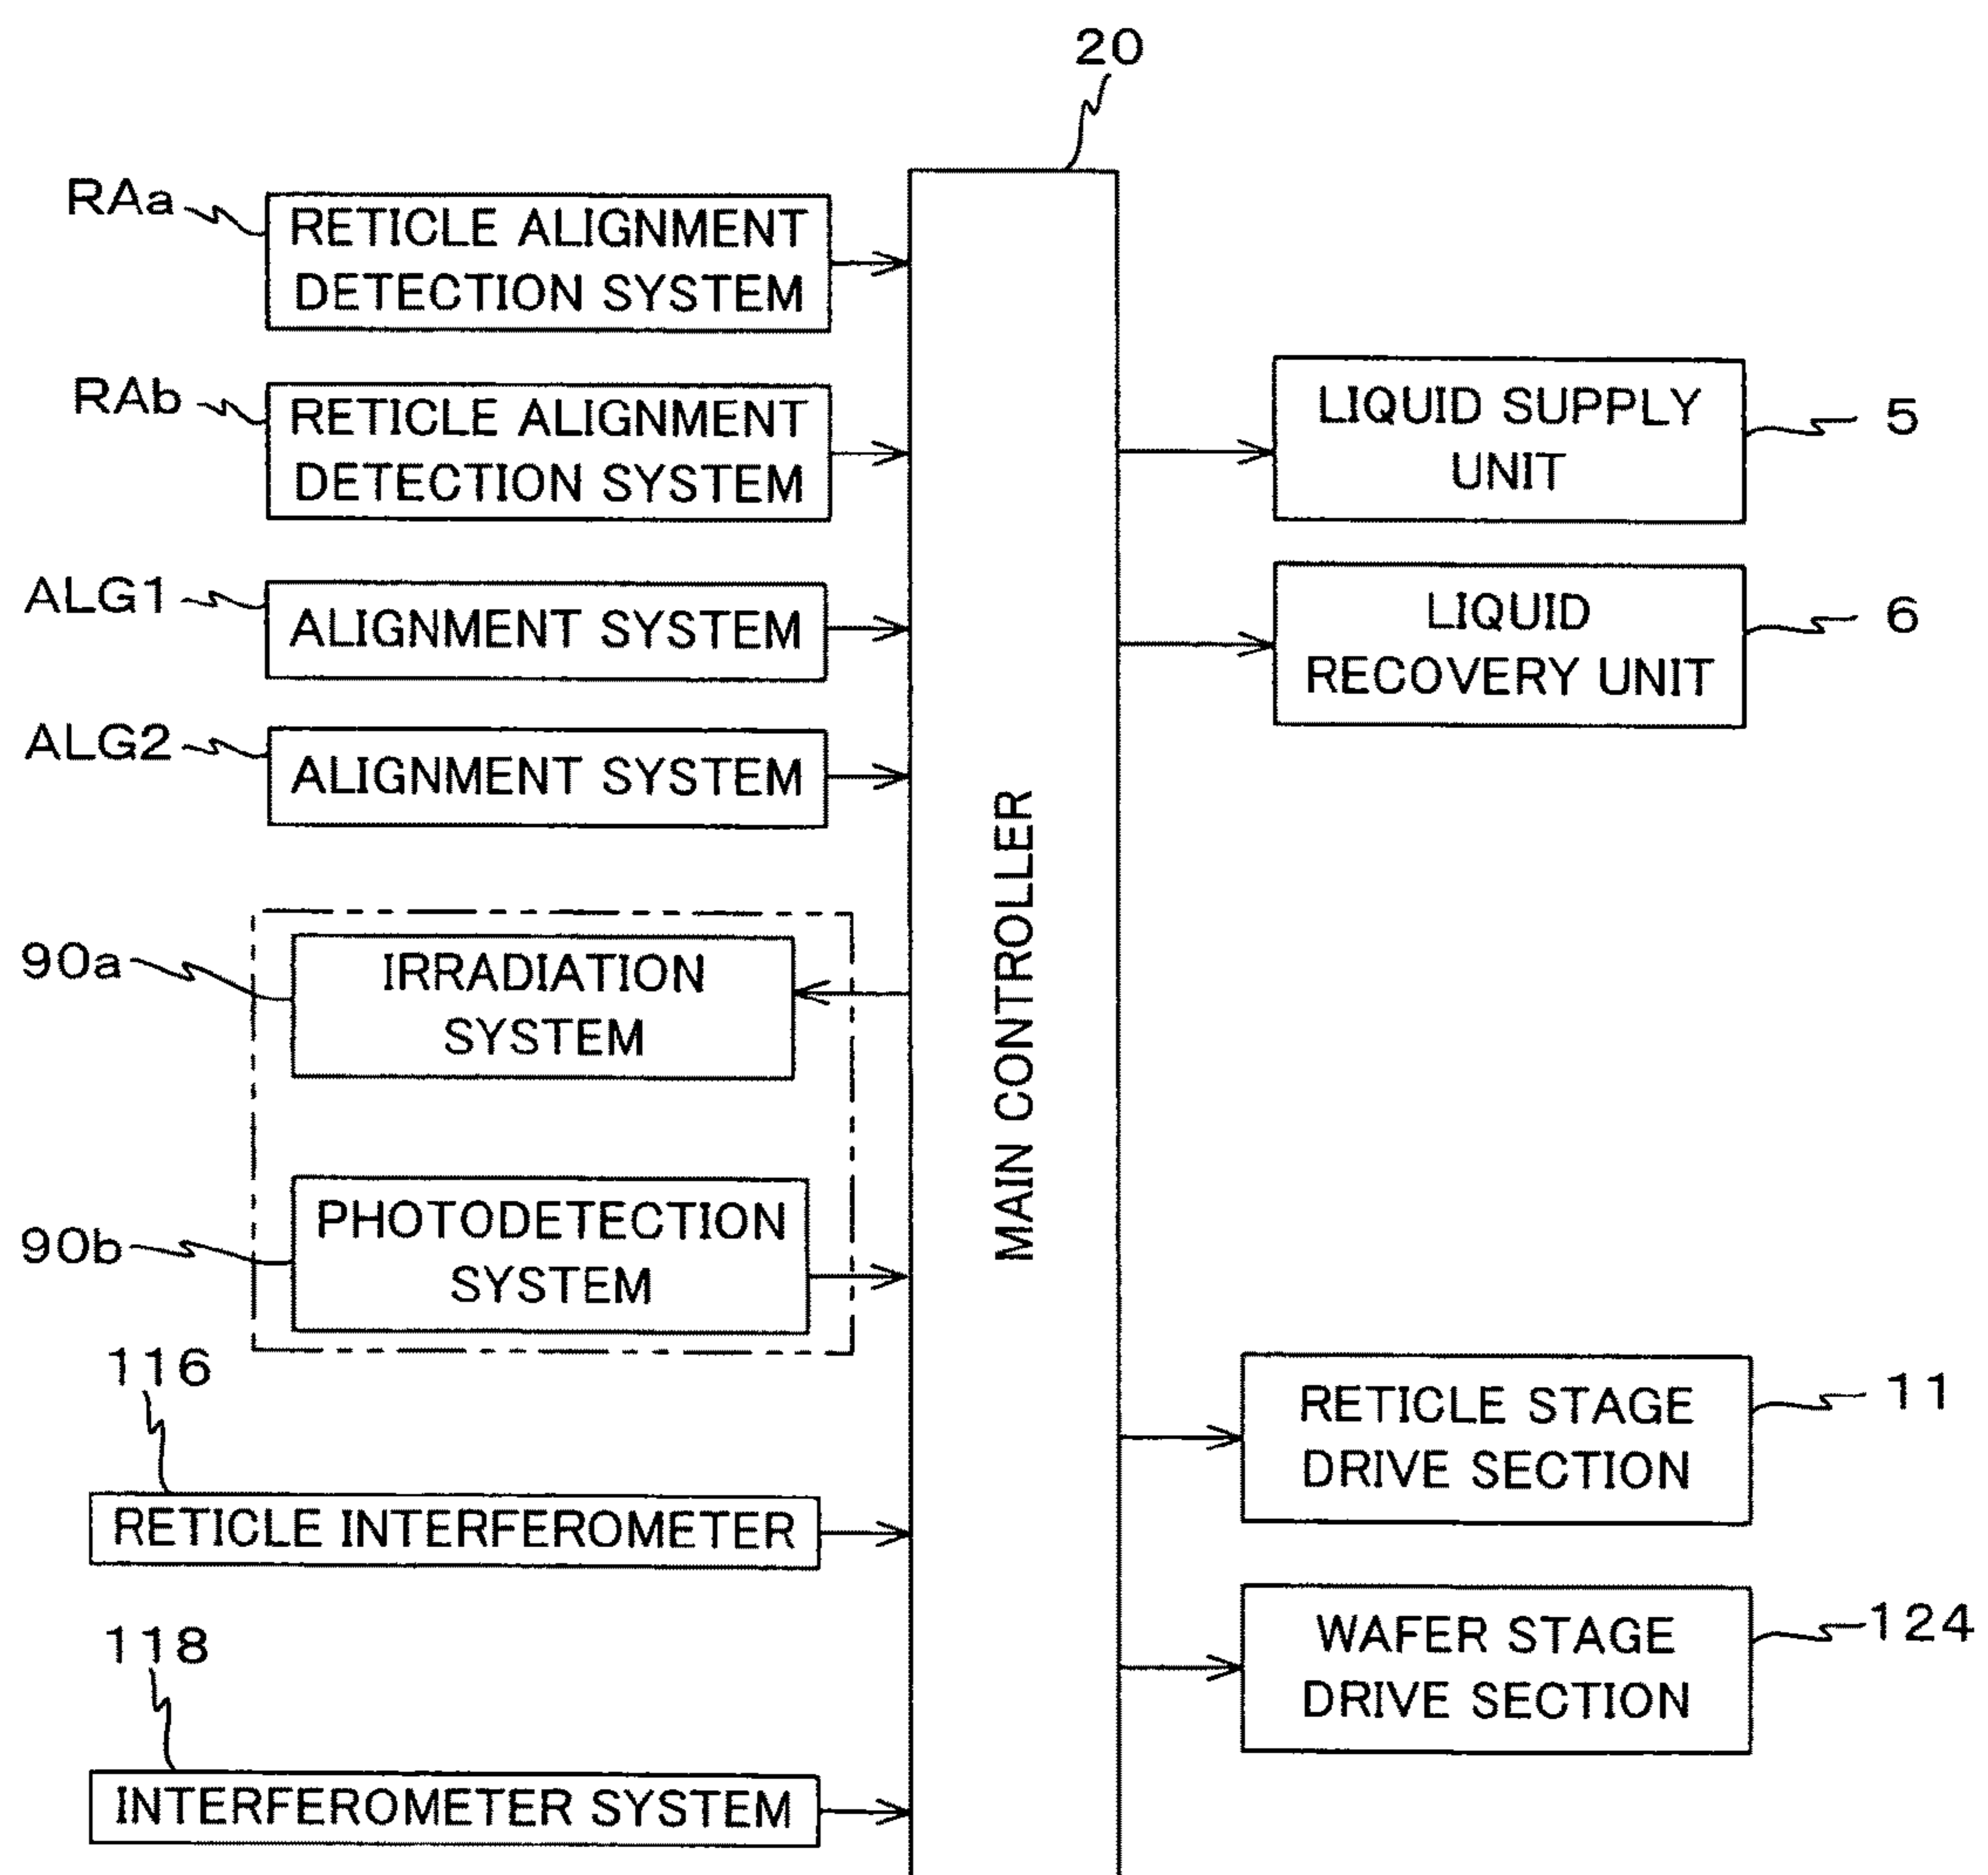 20
RAa
RETICLE ALIGNMENT
DETECTION SYSTEM
RAb
RETICLE ALIGNMENT
DETECTION SYSTEM
ALG1
ALIGNMENT SYSTEM
ALG2
ALIGNMENT SYSTEM
90a
IRRADIATION
SYSTEM
90b
PHOTODETECTION
SYSTEM
116
RETICLE INTERFEROMETER
118
INTERFEROMETER SYSTEM
MAIN CONTROLLER
LIQUID SUPPLY
UNIT
5
LIQUID
RECOVERY UNIT
6
RETICLE STAGE
DRIVE SECTION
11
WAFER STAGE
DRIVE SECTION
124